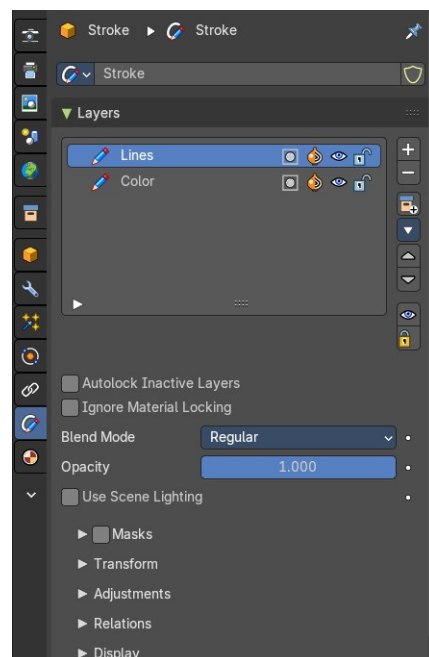 Stroke Stroke
Stroke
Layers
Lines
Color
Autolock Inactive Layers
Ignore Material Locking
Blend Mode Regular
Opacity 1.000
Use Scene Lighting
Masks
Transform
Adjustments
Relations
Display